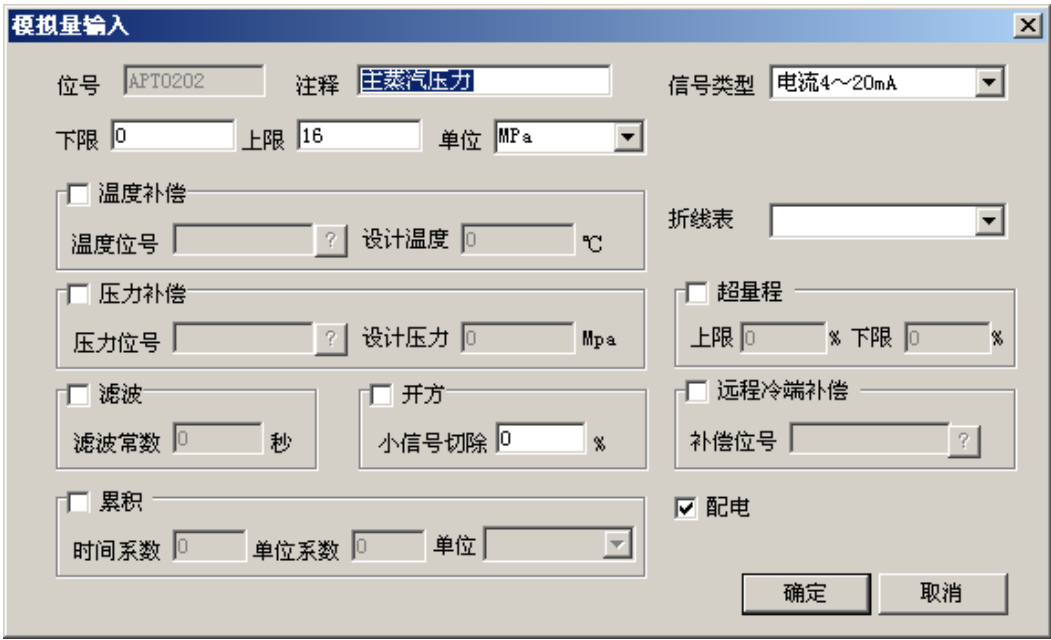 模拟量输入
位号 APT0202 注释 主蒸汽压力 信号类型 电流4～20mA
下限 0 上限 16 单位 MPa
温度补偿
温度位号 ? 设计温度 0 ℃
折线表
压力补偿
压力位号 ? 设计压力 0 Mpa
超量程
上限 0 % 下限 0 %
滤波
滤波常数 0 秒
开方
小信号切除 0 %
远程冷端补偿
补偿位号 ?
累积
时间系数 0 单位系数 0 单位
配电
确定 取消